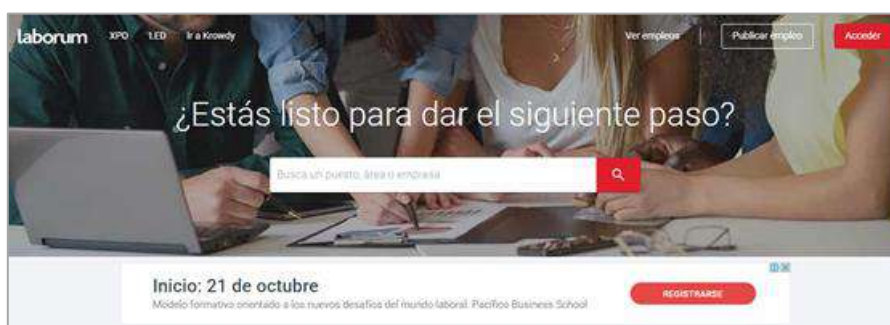 laborum XPO LED Ir a Krowdy Ver empleos Publicar empleo Acceder
¿Estás listo para dar el siguiente paso?
Busca un puesto, área o empresa
Inicio: 21 de octubre
Modelo formativo orientado a los nuevos desafíos del mundo laboral. Pacífico Business School
REGISTRARSE